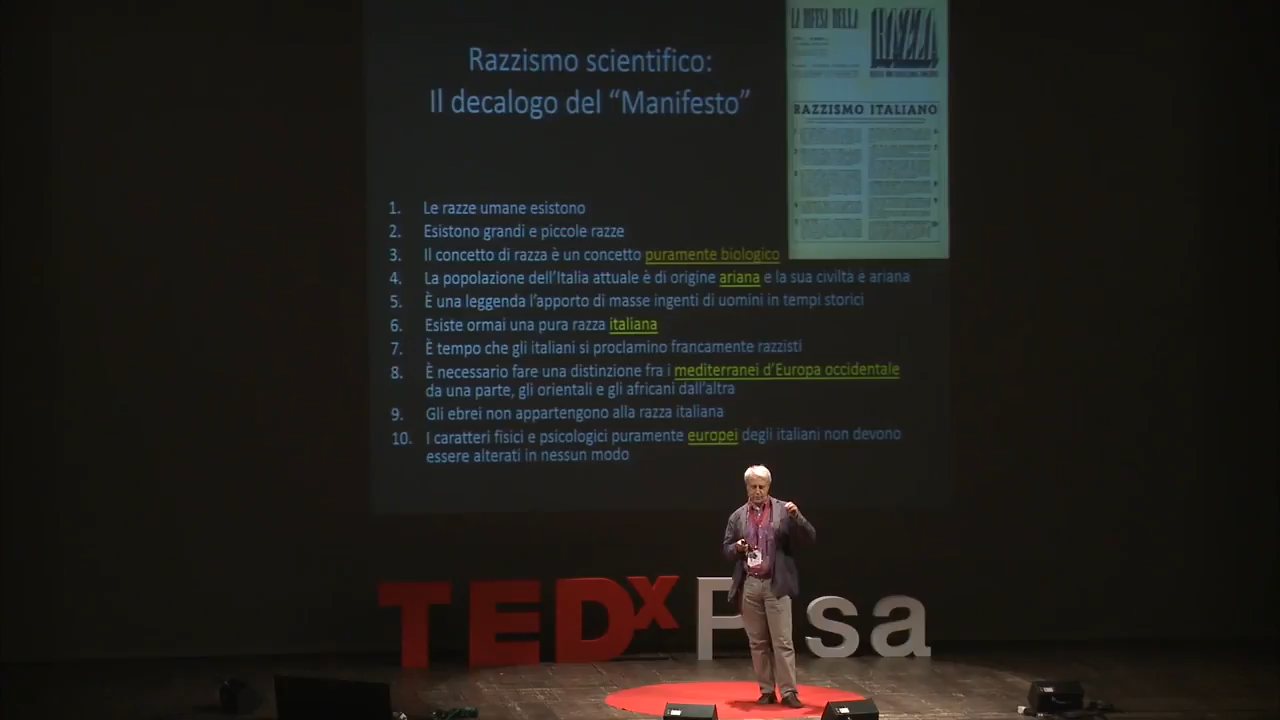 Razzismo scientifico:
Il decalogo del “Manifesto”
LA DIFESA DELLA
RAZZA
RAZZISMO ITALIANO
1. Le razze umane esistono
2. Esistono grandi e piccole razze
3. Il concetto di razza è un concetto puramente biologico
4. La popolazione dell’Italia attuale è di origine ariana e la sua civiltà è ariana
5. È una leggenda l’apporto di masse ingenti di uomini in tempi storici
6. Esiste ormai una pura razza italiana
7. È tempo che gli italiani si proclamino francamente razzisti
8. È necessario fare una distinzione fra i mediterranei d’Europa occidentale
da una parte, gli orientali e gli africani dall’altra
9. Gli ebrei non appartengono alla razza italiana
10. I caratteri fisici e psicologici puramente europei degli italiani non devono
essere alterati in nessun modo
TEDx Pisa